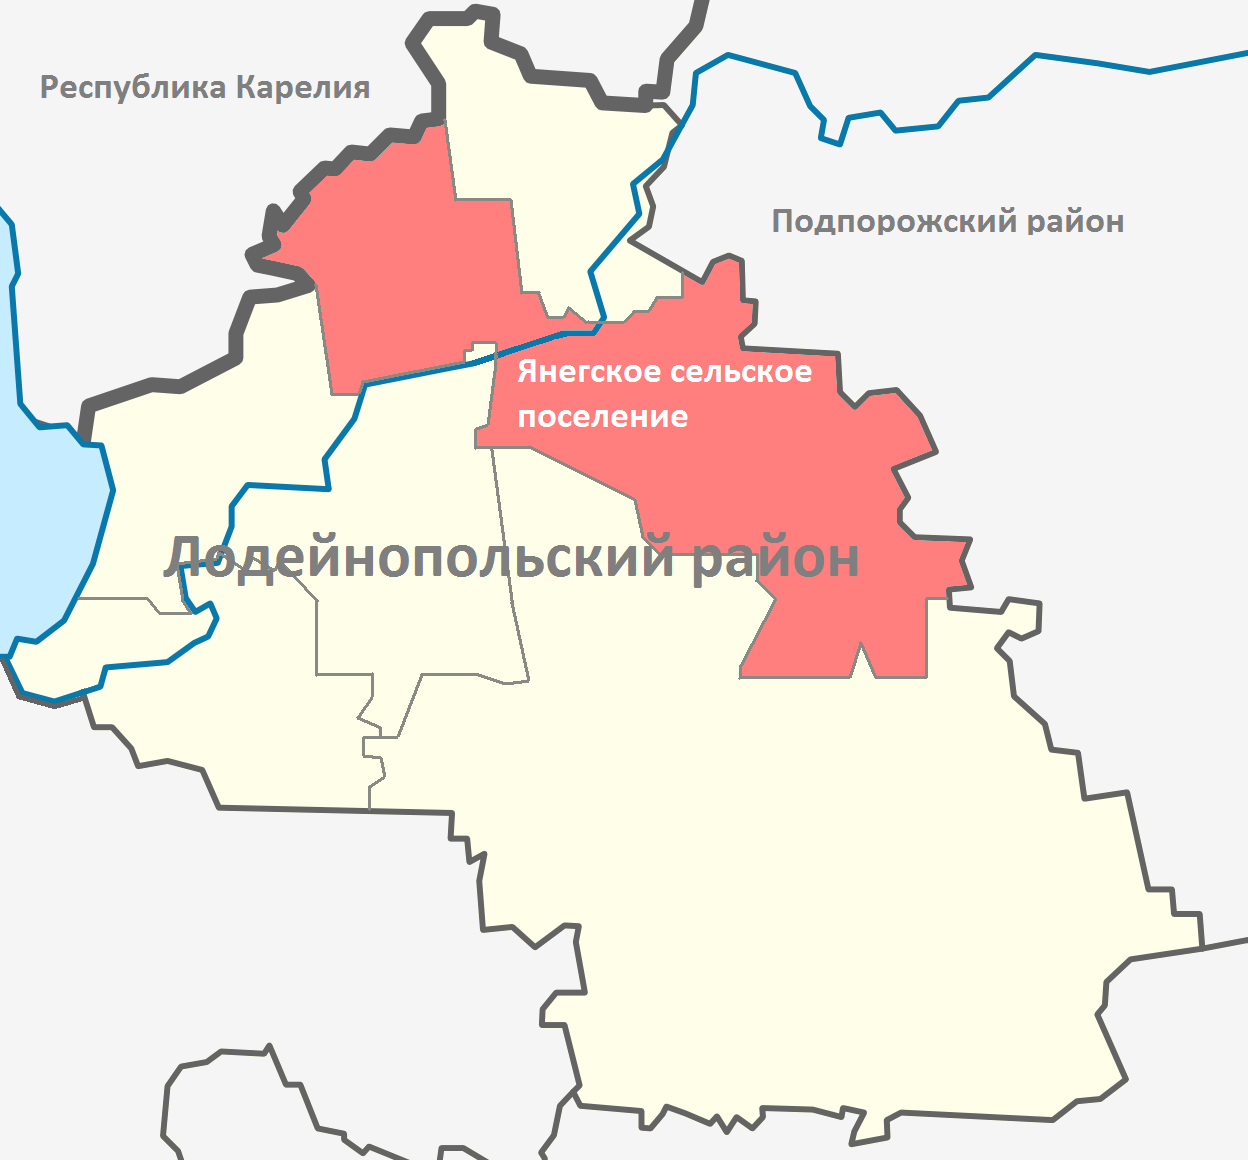 Республика Карелия
Подпорожский район
Янегское сельское
поселение
Лодейнопольский район